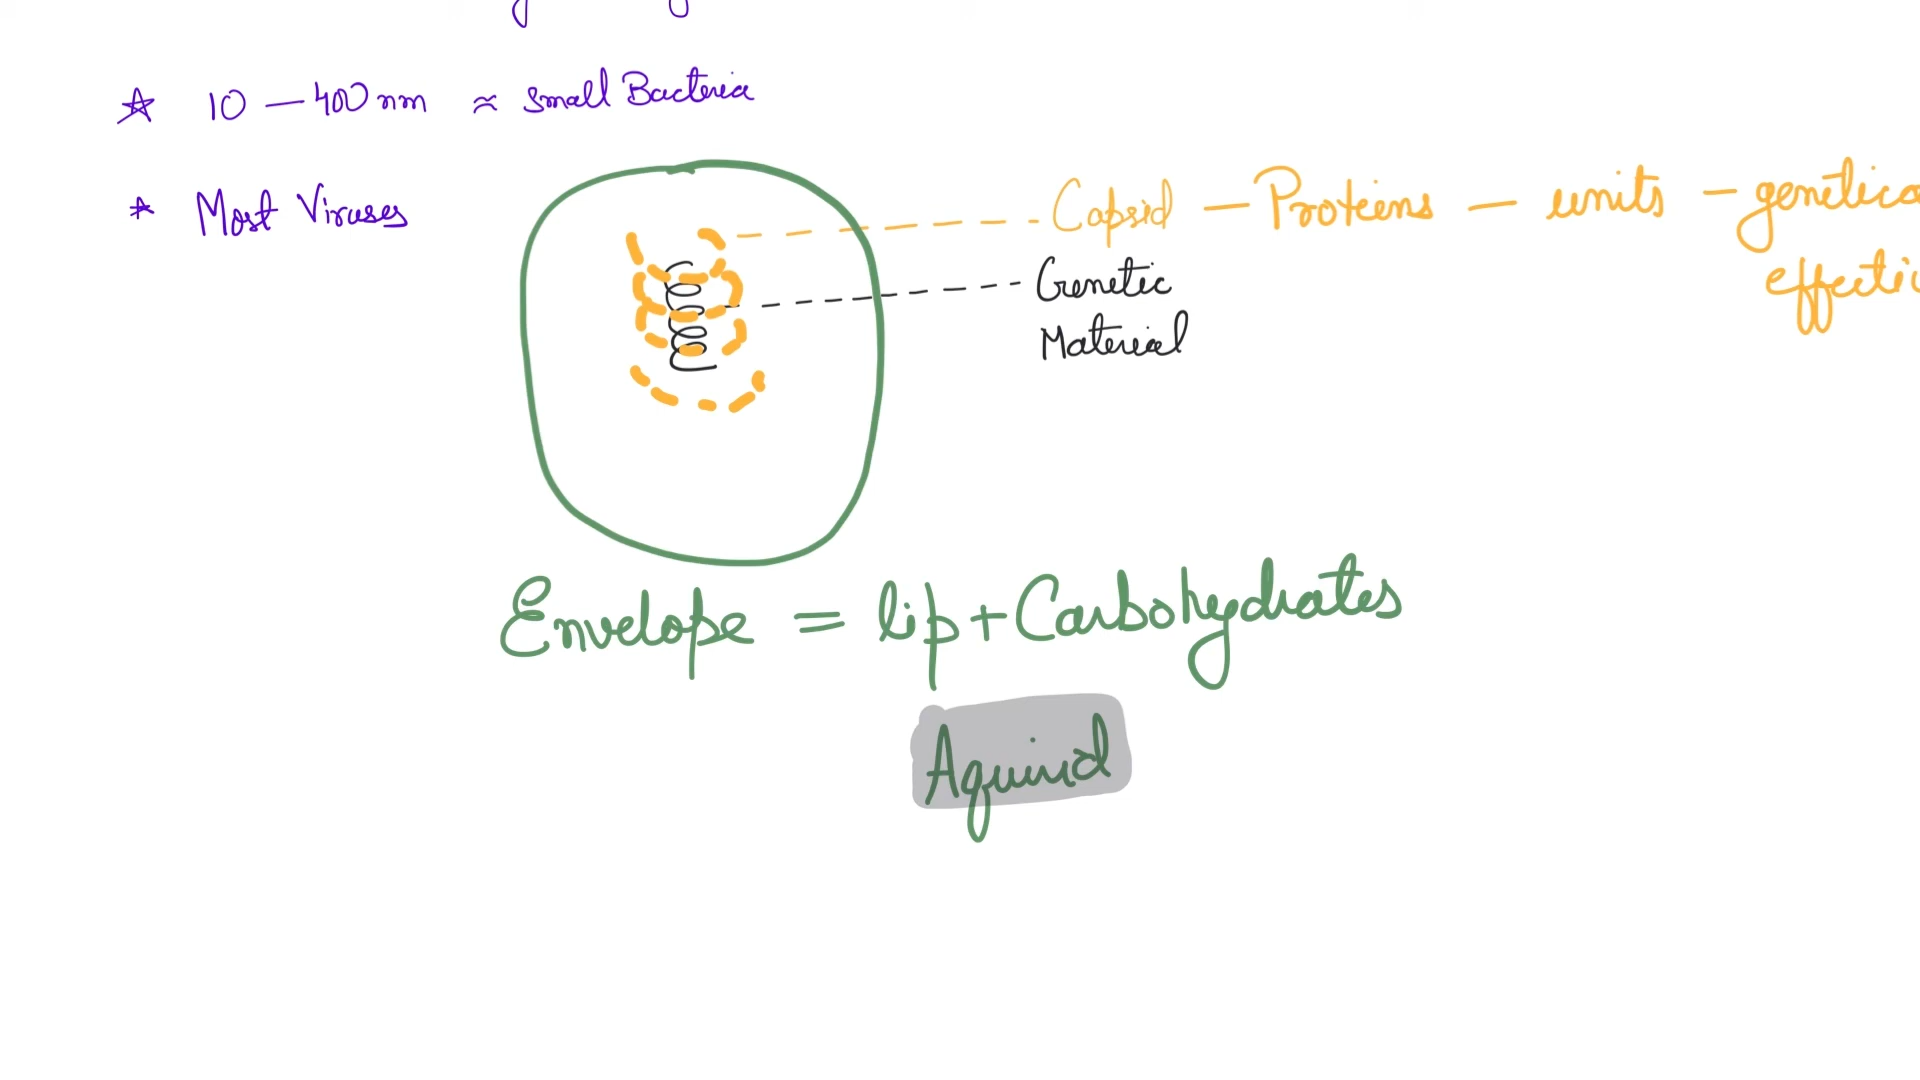 ☆ 10 — 400 nm ≈ Small Bacteria
* Most Viruses
Capsid — Proteins — units — genetica
effecti
Genetic
Material
Envelope = lip + Carbohydrates
Aquired